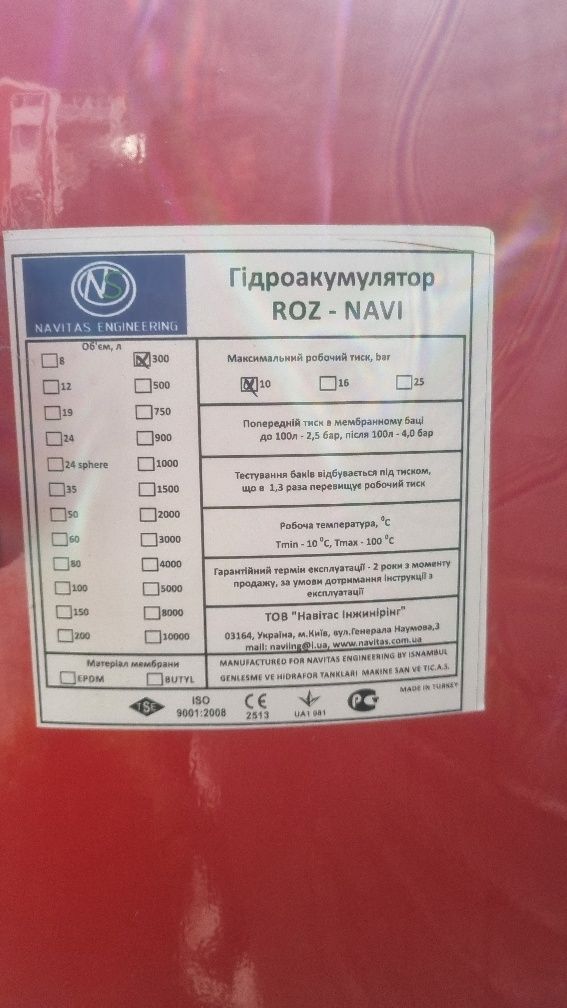 NS
NAVITAS ENGINEERING
Гідроакумулятор
ROZ - NAVI
Об'єм, л
8
300
12
500
19
750
24
900
24 sphere
1000
35
1500
50
2000
60
3000
80
4000
100
5000
150
8000
200
10000
Матеріал мембрани
EPDM
BUTYL
Максимальний робочий тиск, bar
10
16
25
Попередній тиск в мембранному баці
до 100л - 2,5 бар, після 100л - 4,0 бар
Тестування баків відбувається під тиском,
що в 1,3 раза перевищує робочий тиск
Робоча температура, °С
Tmin - 10 °С, Tmax - 100 °С
Гарантійний термін експлуатації - 2 роки з моменту
продажу, за умови дотримання інструкції з
експлуатації
ТОВ "Навітас Інжинірінг"
03164, Україна, м.Київ, вул.Генерала Наумова,3
mail: naviing@i.ua, www.navitas.com.ua
MANUFACTURED FOR NAVITAS ENGINEERING BY ISNAMBUL
GENLESME VE HIDRAFOR TANKLARI MAKINE SAN VE TIC.A.S.
MADE IN TURKEY
TSE
ISO
9001:2008
CE
2513
UA1 081
РС